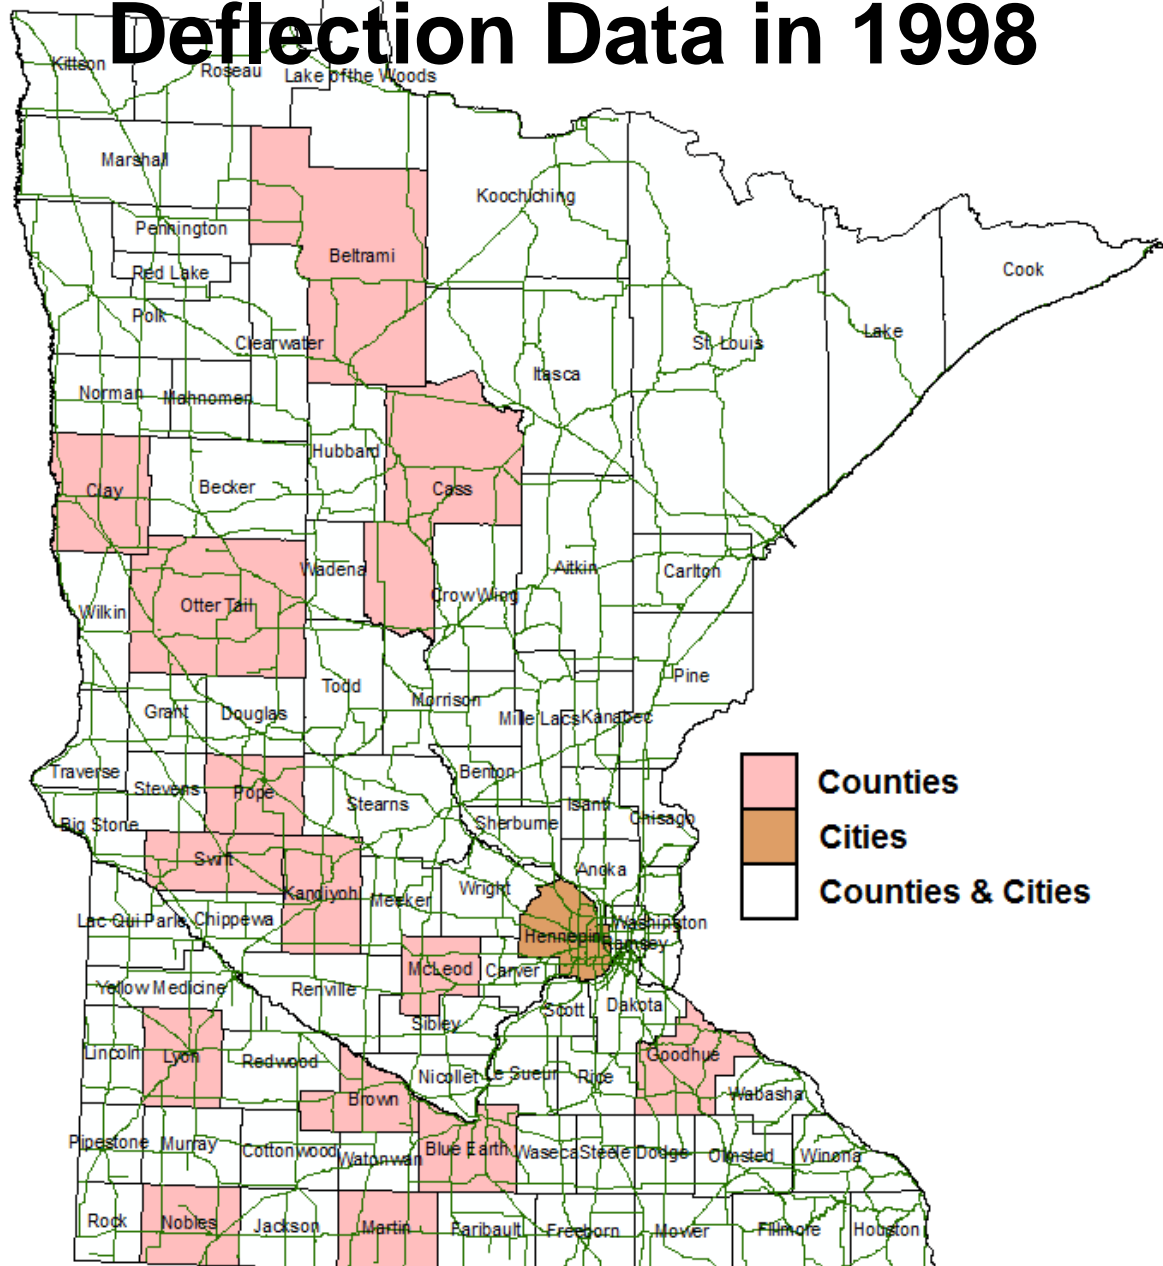 Deflection Data in 1998
Kittson
Roseau
Lake of the Woods
Marshall
Koochiching
Pennington
Beltrami
Red Lake
Cook
Polk
Clearwater
St. Louis
Lake
Itasca
Norman
Mahnomen
Hubbard
Becker
Clay
Cass
Wadena
Aitkin
Carlton
Crow Wing
Otter Tail
Wilkin
Pine
Todd
Morrison
Grant
Douglas
Mille Lacs
Kanabec
Traverse
Benton
Stevens
Pope
Stearns
Isanti
Counties
Big Stone
Sherburne
Chisago
Cities
Swift
Anoka
Kandiyohi
Meeker
Wright
Counties & Cities
Lac Qui Parle
Chippewa
Washington
Hennepin
Ramsey
McLeod
Carver
Yellow Medicine
Renville
Scott
Dakota
Sibley
Lincoln
Lyon
Redwood
Goodhue
Nicollet
Le Sueur
Rice
Brown
Wabasha
Pipestone
Murray
Cottonwood
Watonwan
Blue Earth
Waseca
Steele
Dodge
Olmsted
Winona
Rock
Nobles
Jackson
Martin
Faribault
Freeborn
Mower
Fillmore
Houston